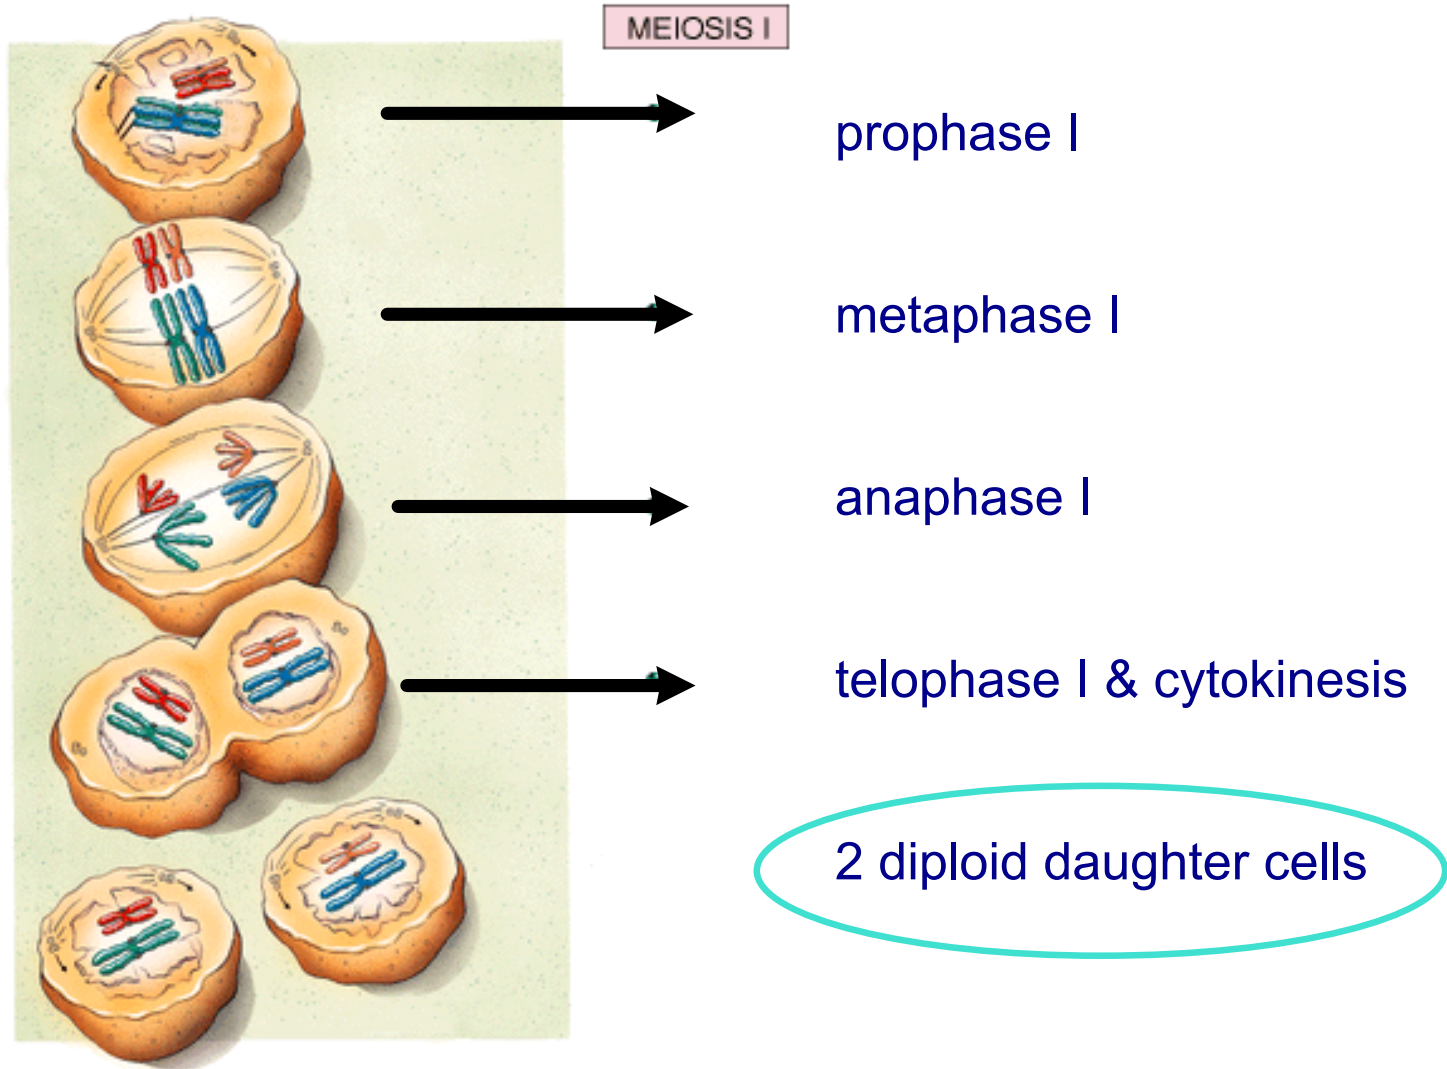 MEIOSIS I
prophase I
metaphase I
anaphase I
telophase I & cytokinesis
2 diploid daughter cells